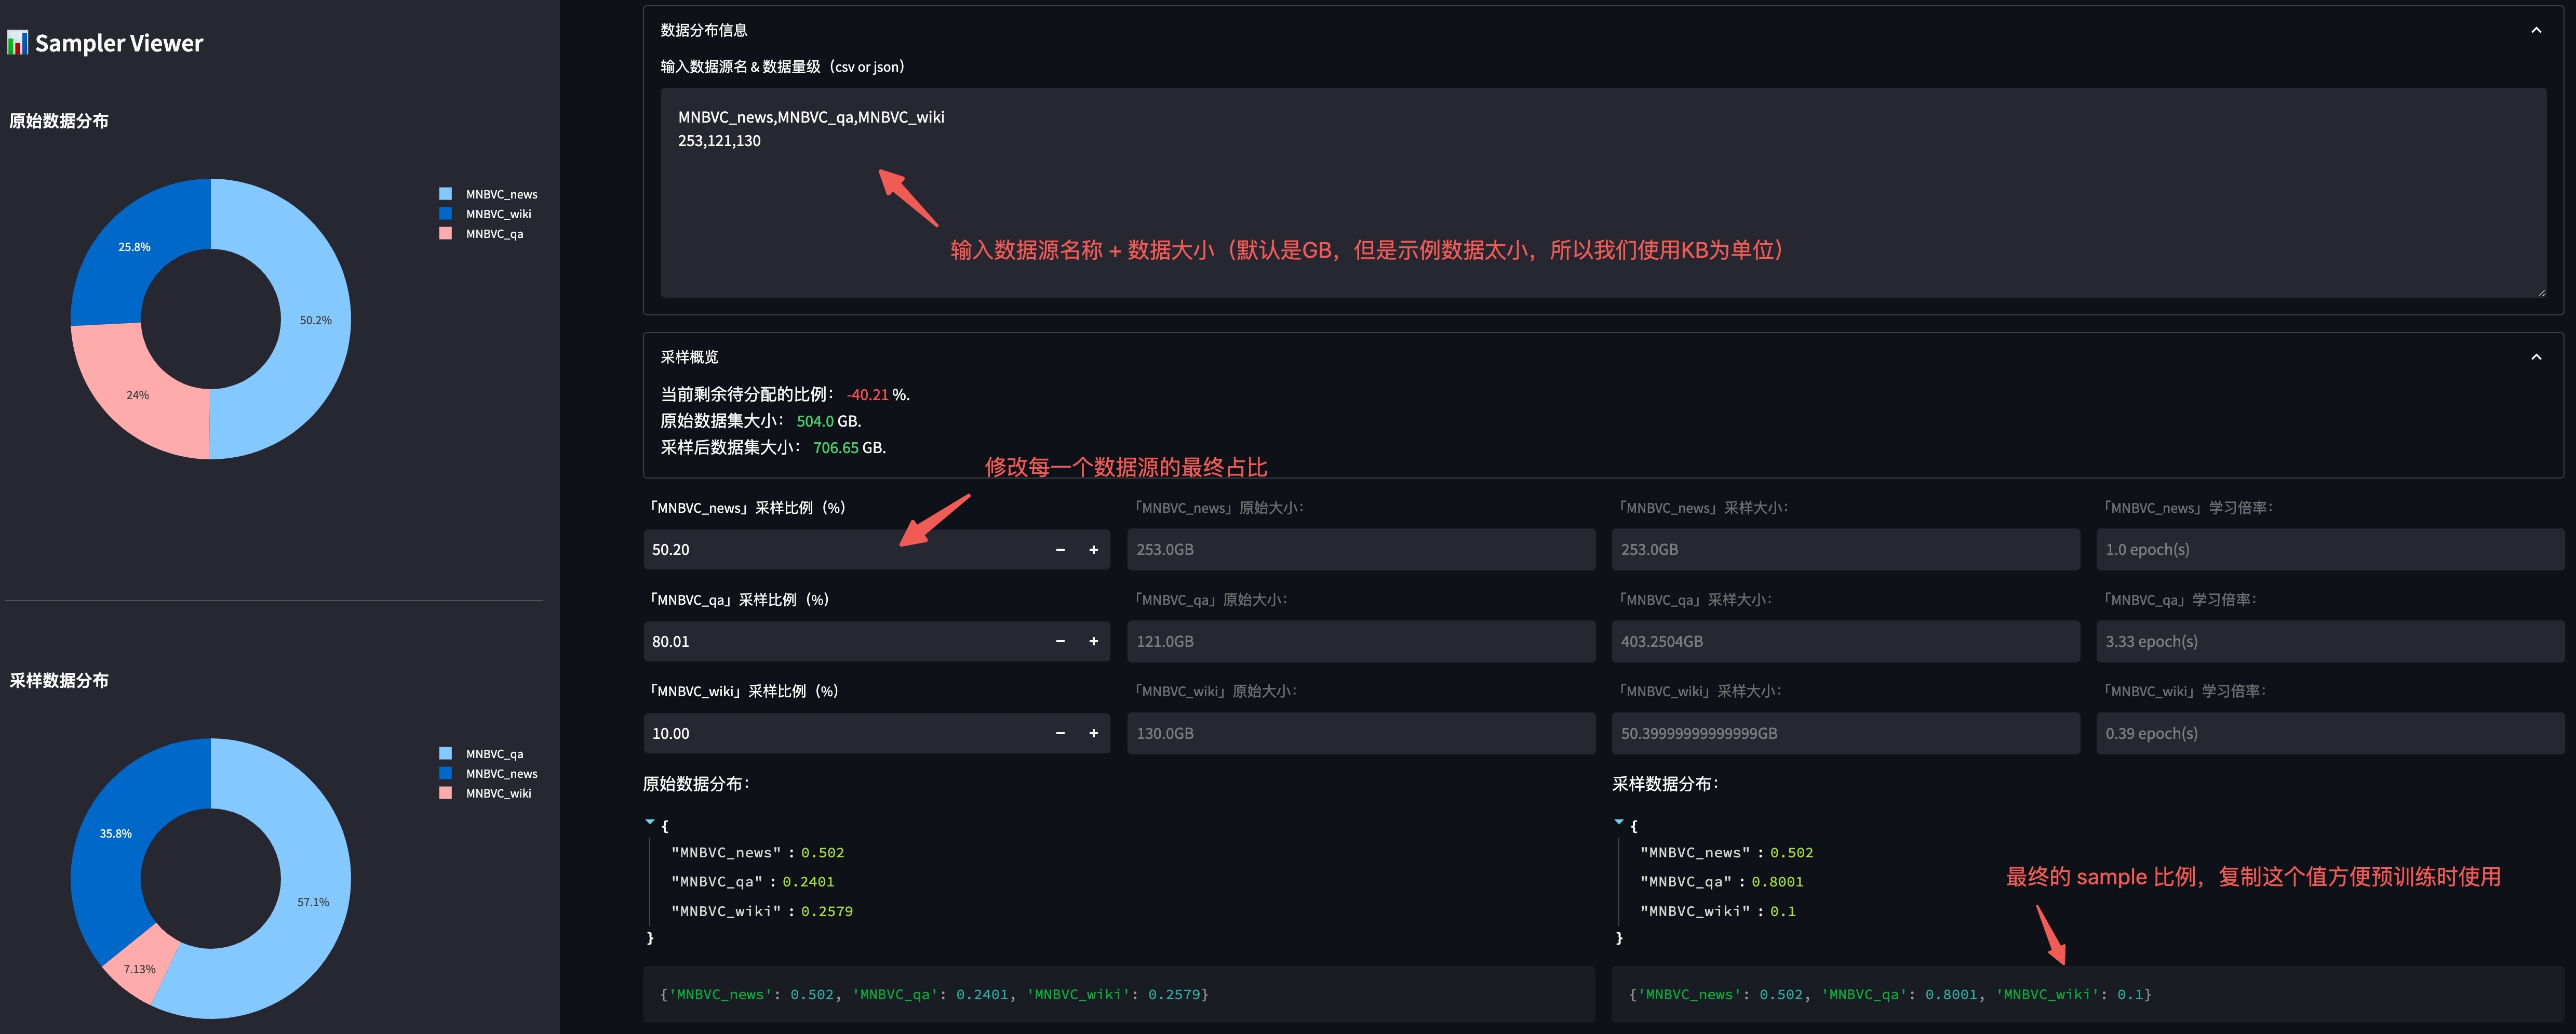 📊 Sampler Viewer
原始数据分布
25.8%
50.2%
24%
MNBVC_news
MNBVC_wiki
MNBVC_qa
采样数据分布
35.8%
57.1%
7.13%
MNBVC_qa
MNBVC_news
MNBVC_wiki
数据分布信息
输入数据源名 & 数据量级（csv or json）
MNBVC_news,MNBVC_qa,MNBVC_wiki
253,121,130
输入数据源名称 + 数据大小（默认是GB，但是示例数据太小，所以我们使用KB为单位）
采样概览
当前剩余待分配的比例： -40.21 %.
原始数据集大小： 504.0 GB.
采样后数据集大小： 706.65 GB.
修改每一个数据源的最终占比
「MNBVC_news」采样比例（%）
50.20
「MNBVC_news」原始大小：
253.0GB
「MNBVC_news」采样大小：
253.0GB
「MNBVC_news」学习倍率：
1.0 epoch(s)
「MNBVC_qa」采样比例（%）
80.01
「MNBVC_qa」原始大小：
121.0GB
「MNBVC_qa」采样大小：
403.2504GB
「MNBVC_qa」学习倍率：
3.33 epoch(s)
「MNBVC_wiki」采样比例（%）
10.00
「MNBVC_wiki」原始大小：
130.0GB
「MNBVC_wiki」采样大小：
50.39999999999999GB
「MNBVC_wiki」学习倍率：
0.39 epoch(s)
原始数据分布：
{
"MNBVC_news" : 0.502
"MNBVC_qa" : 0.2401
"MNBVC_wiki" : 0.2579
}
{'MNBVC_news': 0.502, 'MNBVC_qa': 0.2401, 'MNBVC_wiki': 0.2579}
采样数据分布：
{
"MNBVC_news" : 0.502
"MNBVC_qa" : 0.8001
"MNBVC_wiki" : 0.1
}
最终的 sample 比例，复制这个值方便预训练时使用
{'MNBVC_news': 0.502, 'MNBVC_qa': 0.8001, 'MNBVC_wiki': 0.1}